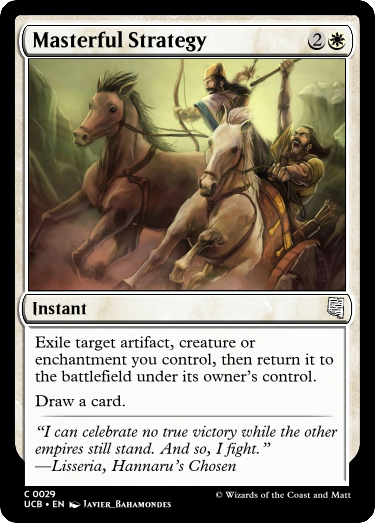 Masterful Strategy 2
Instant
Exile target artifact, creature or
enchantment you control, then return it to
the battlefield under its owner's control.
Draw a card.
“I can celebrate no true victory while the other
empires still stand. And so, I fight.”
—Lisseria, Hannaru's Chosen
C 0029
UCB • EN Javier_Bahamondes
© Wizards of the Coast and Matt